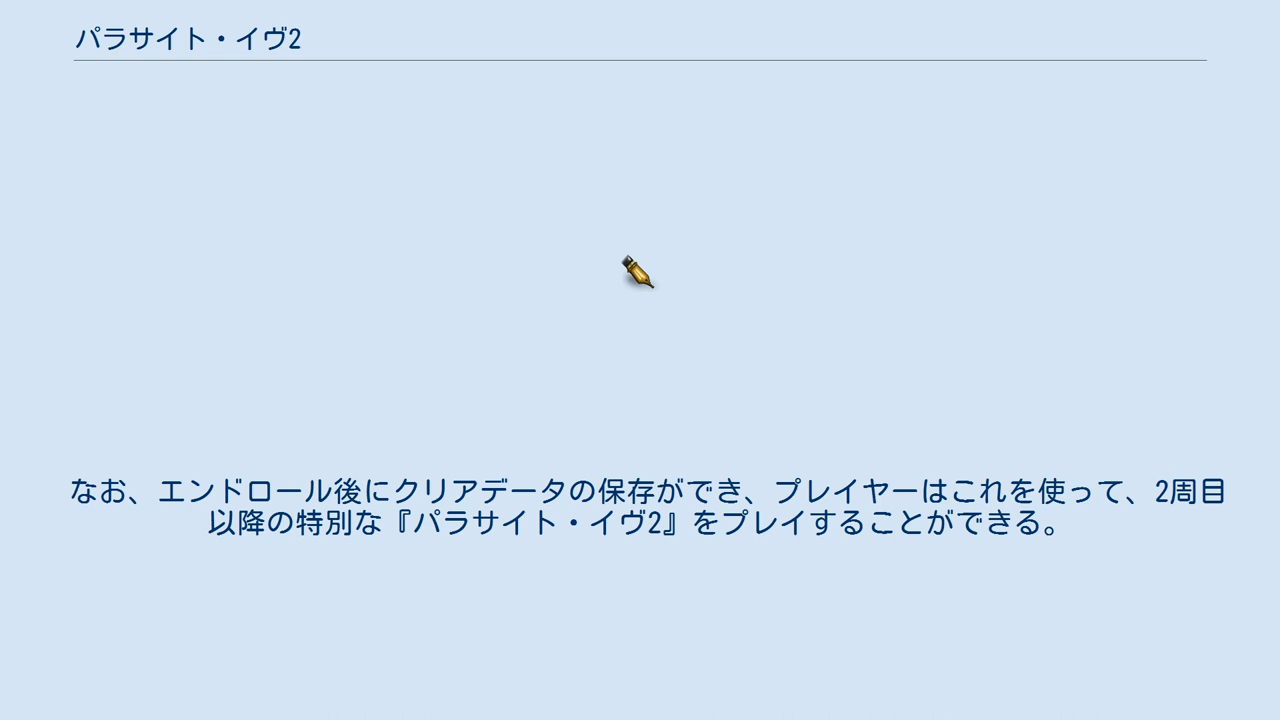 パラサイト・イヴ2
なお、エンドロール後にクリアデータの保存ができ、プレイヤーはこれを使って、2周目
以降の特別な『パラサイト・イヴ2』をプレイすることができる。